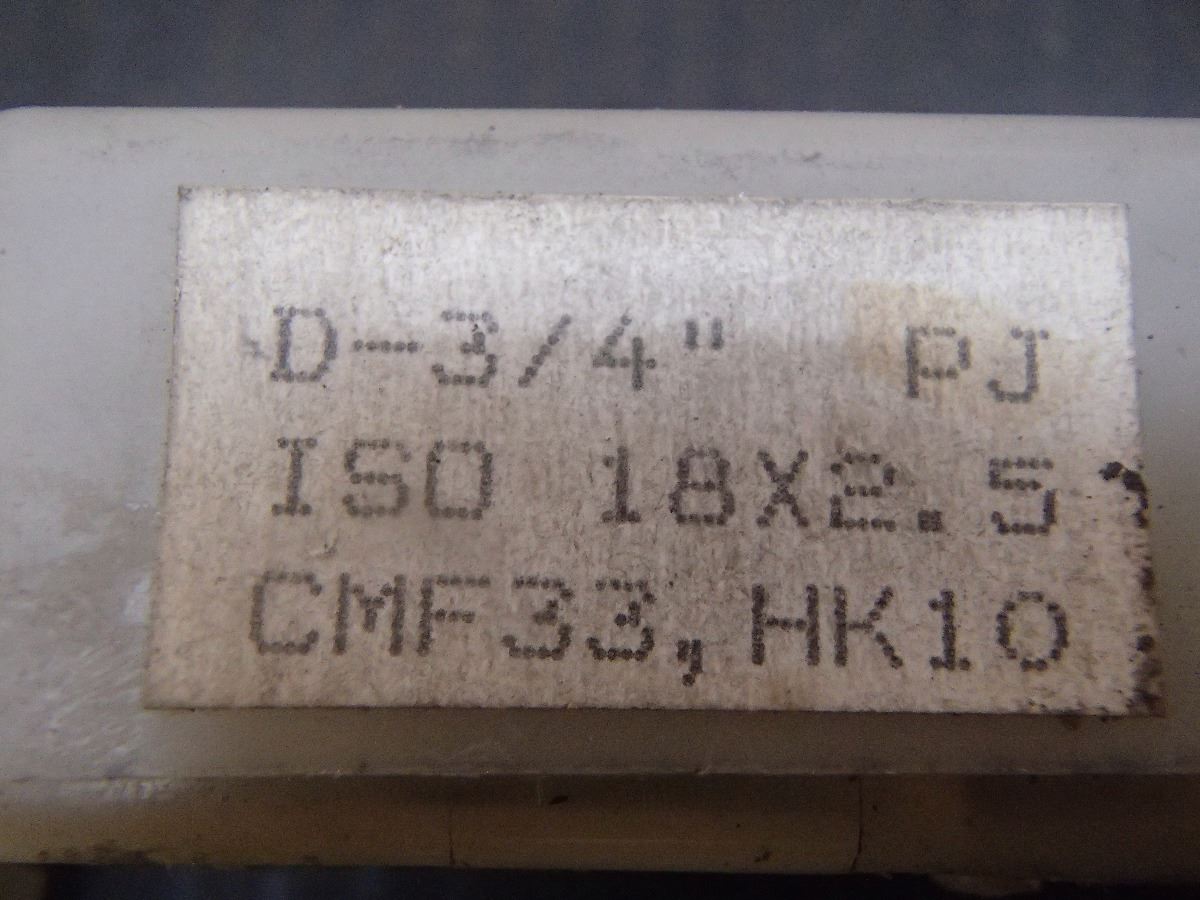 D-3/4" PJ
ISO 18X2.5
CMF33, HK10